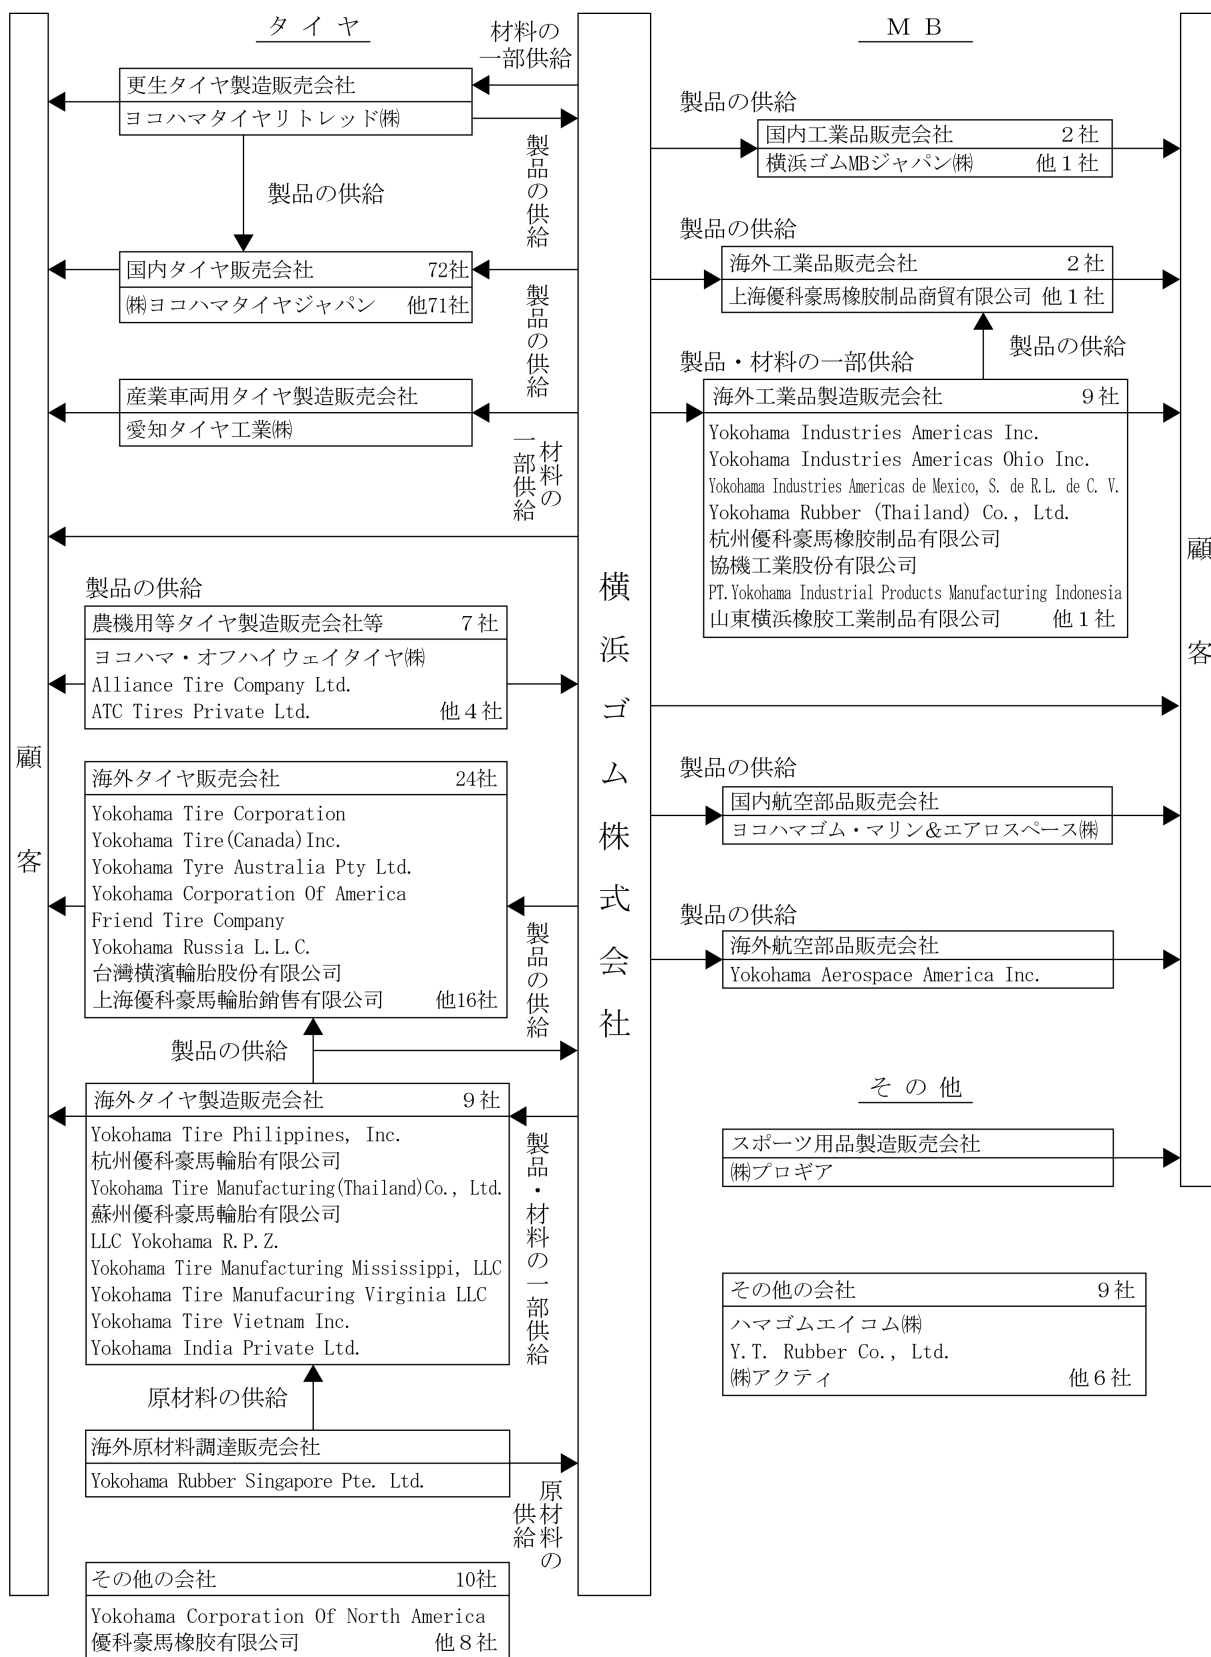 タイヤ
材料の
一部供給
更生タイヤ製造販売会社
ヨコハマタイヤリトレッド㈱
製品の供給
製品の供給
国内タイヤ販売会社 72社
㈱ヨコハマタイヤジャパン 他71社
製品の供給
産業車両用タイヤ製造販売会社
愛知タイヤ工業㈱
材料の
一部供給
製品の供給
農機用等タイヤ製造販売会社等 7社
ヨコハマ・オフハイウェイタイヤ㈱
Alliance Tire Company Ltd.
ATC Tires Private Ltd. 他4社
海外タイヤ販売会社 24社
Yokohama Tire Corporation
Yokohama Tire(Canada)Inc.
Yokohama Tyre Australia Pty Ltd.
Yokohama Corporation Of America
Friend Tire Company
Yokohama Russia L.L.C.
台灣橫濱輪胎股份有限公司
上海優科豪馬輪胎銷售有限公司 他16社
製品の供給
製品の供給
海外タイヤ製造販売会社 9社
Yokohama Tire Philippines, Inc.
杭州優科豪馬輪胎有限公司
Yokohama Tire Manufacturing(Thailand)Co., Ltd.
蘇州優科豪馬輪胎有限公司
LLC Yokohama R.P.Z.
Yokohama Tire Manufacturing Mississippi, LLC
Yokohama Tire Manufacuring Virginia LLC
Yokohama Tire Vietnam Inc.
Yokohama India Private Ltd.
製品・材料の一部供給
原材料の供給
海外原材料調達販売会社
Yokohama Rubber Singapore Pte. Ltd.
原材料の
供給
その他の会社 10社
Yokohama Corporation Of North America
優科豪馬橡胶有限公司 他8社
顧客
横浜ゴム株式会社
MB
製品の供給
国内工業品販売会社 2社
横浜ゴムMBジャパン㈱ 他1社
製品の供給
海外工業品販売会社 2社
上海優科豪馬橡胶制品商貿有限公司 他1社
製品の供給
製品・材料の一部供給
海外工業品製造販売会社 9社
Yokohama Industries Americas Inc.
Yokohama Industries Americas Ohio Inc.
Yokohama Industries Americas de Mexico, S. de R.L. de C. V.
Yokohama Rubber (Thailand) Co., Ltd.
杭州優科豪馬橡胶制品有限公司
協機工業股份有限公司
PT.Yokohama Industrial Products Manufacturing Indonesia
山東横浜橡胶工業制品有限公司 他1社
製品の供給
国内航空部品販売会社
ヨコハマゴム・マリン＆エアロスペース㈱
製品の供給
海外航空部品販売会社
Yokohama Aerospace America Inc.
その他
スポーツ用品製造販売会社
㈱プロギア
その他の会社 9社
ハマゴムエイコム㈱
Y.T. Rubber Co., Ltd.
㈱アクティ 他6社
顧客